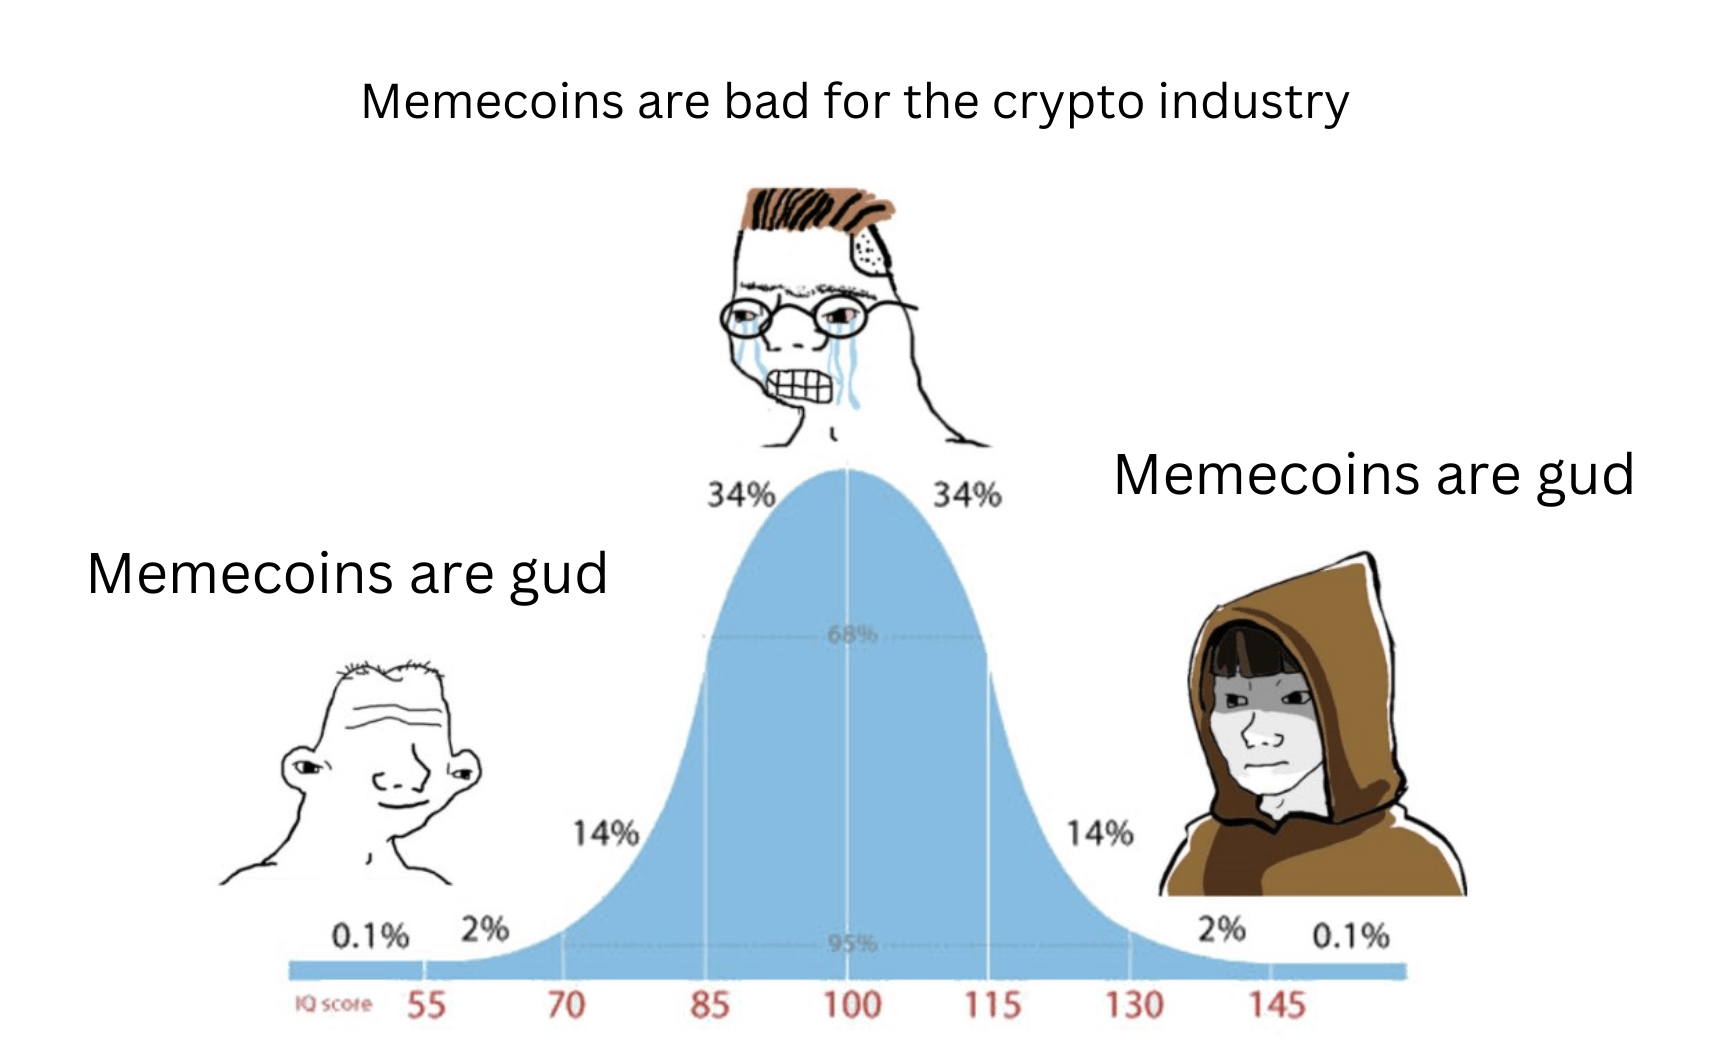 Memecoins are bad for the crypto industry
Memecoins are gud
34% 34%
Memecoins are gud
68%
14% 14%
0.1% 2% 95% 2% 0.1%
IQ score 55 70 85 100 115 130 145